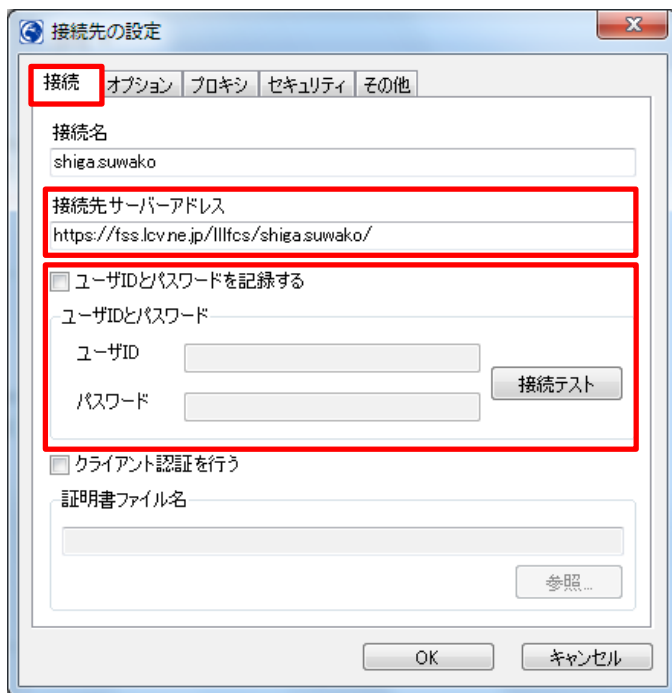 接続先の設定
接続 オプション プロキシ セキュリティ その他
接続名
shiga.suwako
接続先サーバーアドレス
https://fss.lcv.ne.jp/lllfcs/shiga.suwako/
ユーザIDとパスワードを記録する
ユーザIDとパスワード
ユーザID
接続テスト
パスワード
クライアント認証を行う
証明書ファイル名
参照...
OK キャンセル